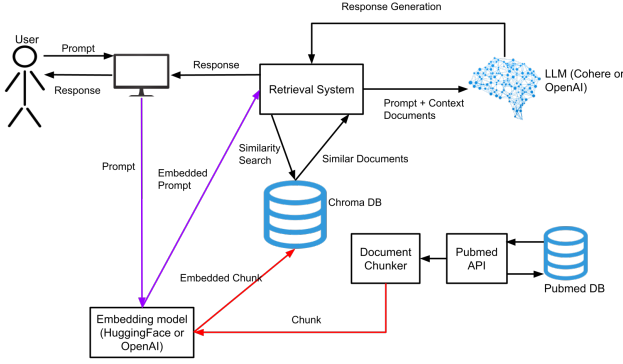 Response Generation
User
Prompt
Response
Response
Retrieval System
LLM (Cohere or
OpenAI)
Prompt + Context
Documents
Prompt
Embedded
Prompt
Similarity
Search
Similar Documents
Chroma DB
Document
Chunker
Pubmed
API
Pubmed DB
Embedded Chunk
Embedding model
(HuggingFace or
OpenAI)
Chunk